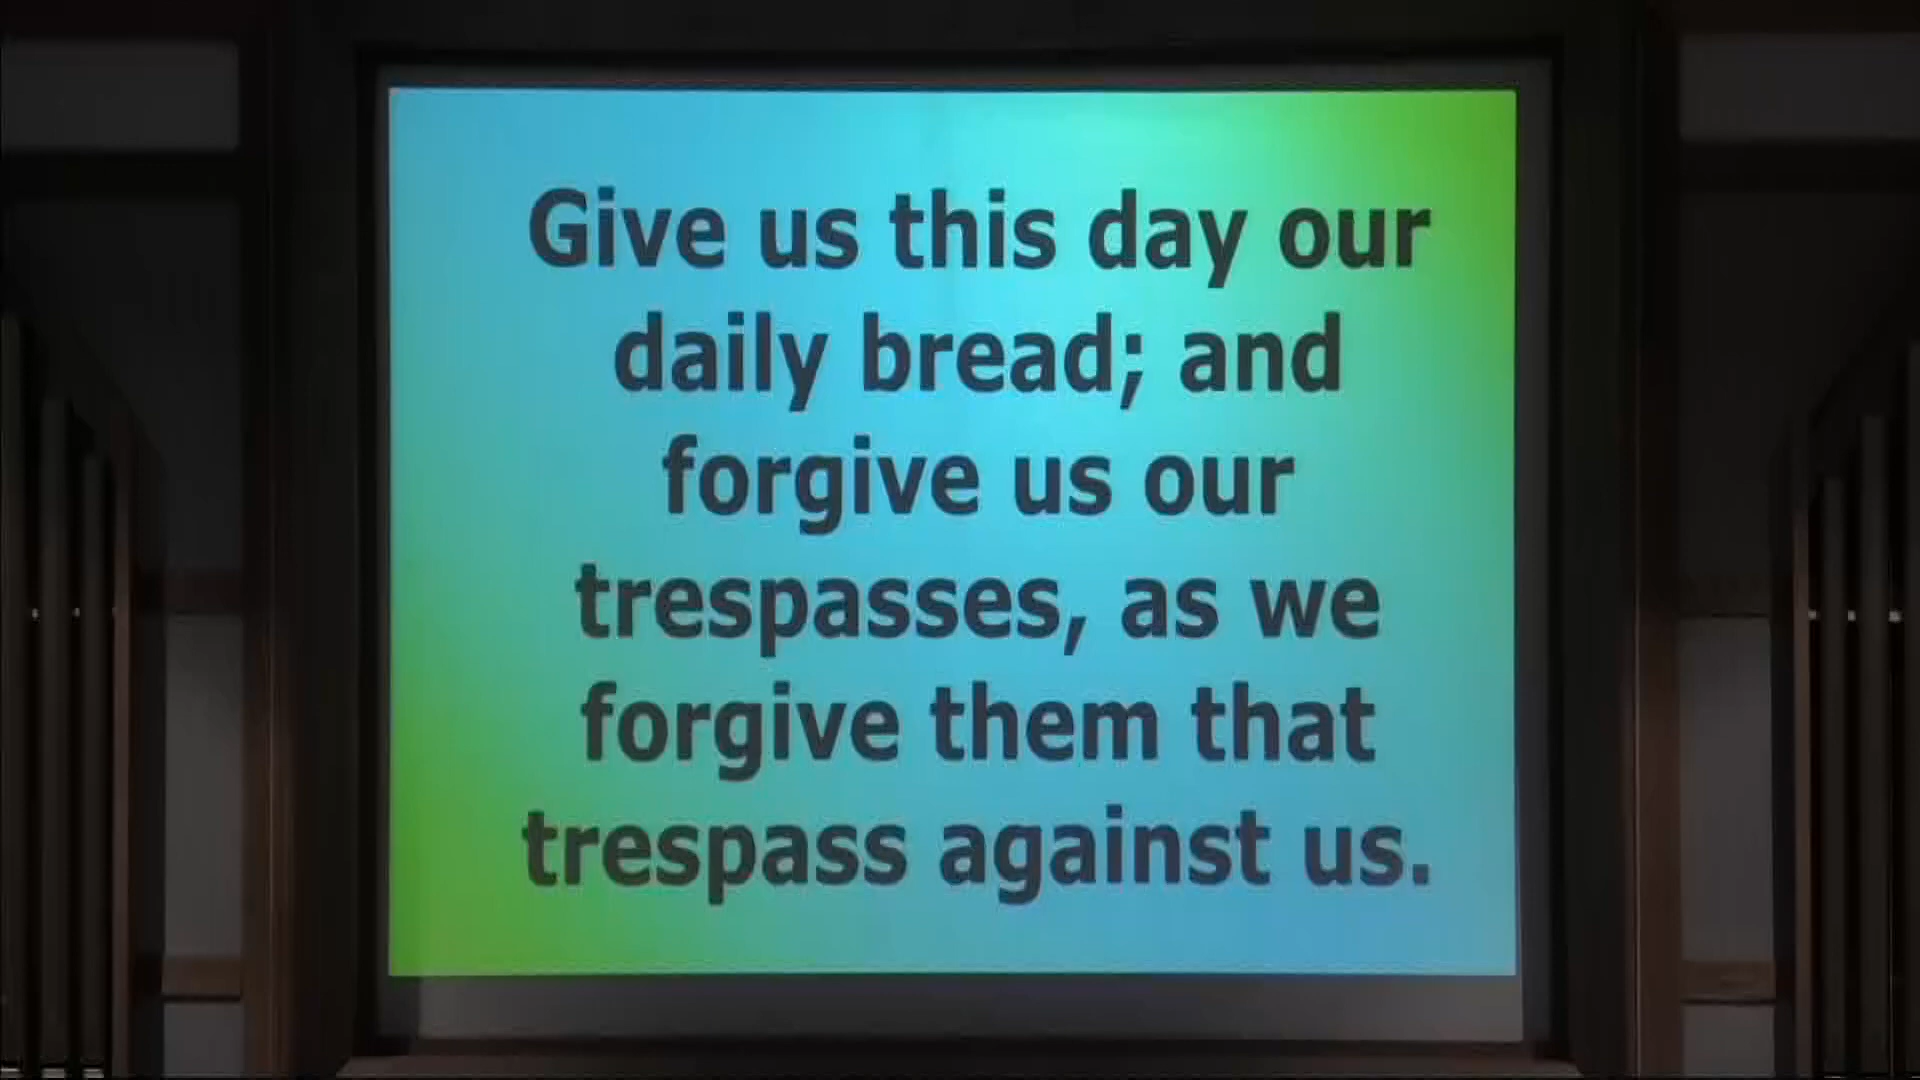 Give us this day our
daily bread; and
forgive us our
trespasses, as we
forgive them that
trespass against us.